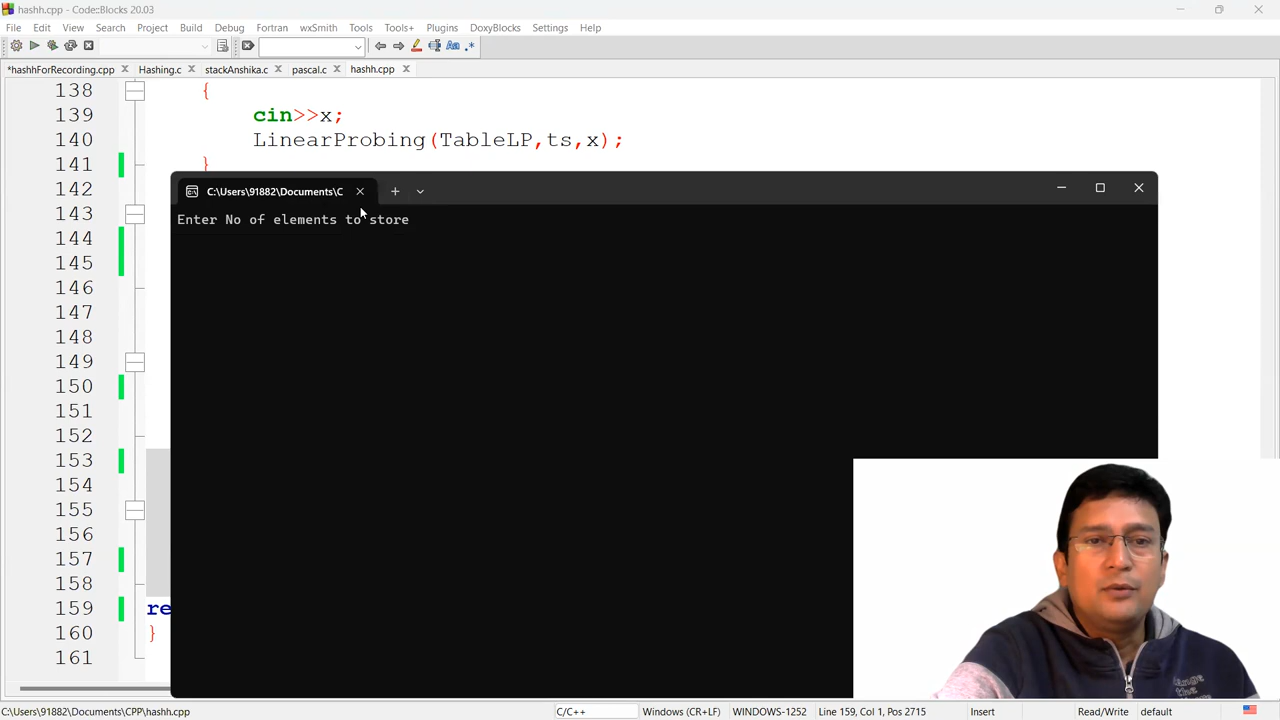 hashh.cpp - Code::Blocks 20.03
File Edit View Search Project Build Debug Fortran wxSmith Tools Tools+ Plugins DoxyBlocks Settings Help
*hashhForRecording.cpp Hashing.c stackAnshika.c pascal.c hashh.cpp
138 {
139 cin>>x;
140 LinearProbing(TableLP,ts,x);
141 }
142
C:\Users\91882\Documents\C
143
Enter No of elements to store
144
145
146
147
148
149
150
151
152
153
154
155
156
157
158
159 re
160 }
161
C:\Users\91882\Documents\CPP\hashh.cpp C/C++ Windows (CR+LF) WINDOWS-1252 Line 159, Col 1, Pos 2715 Insert Read/Write default